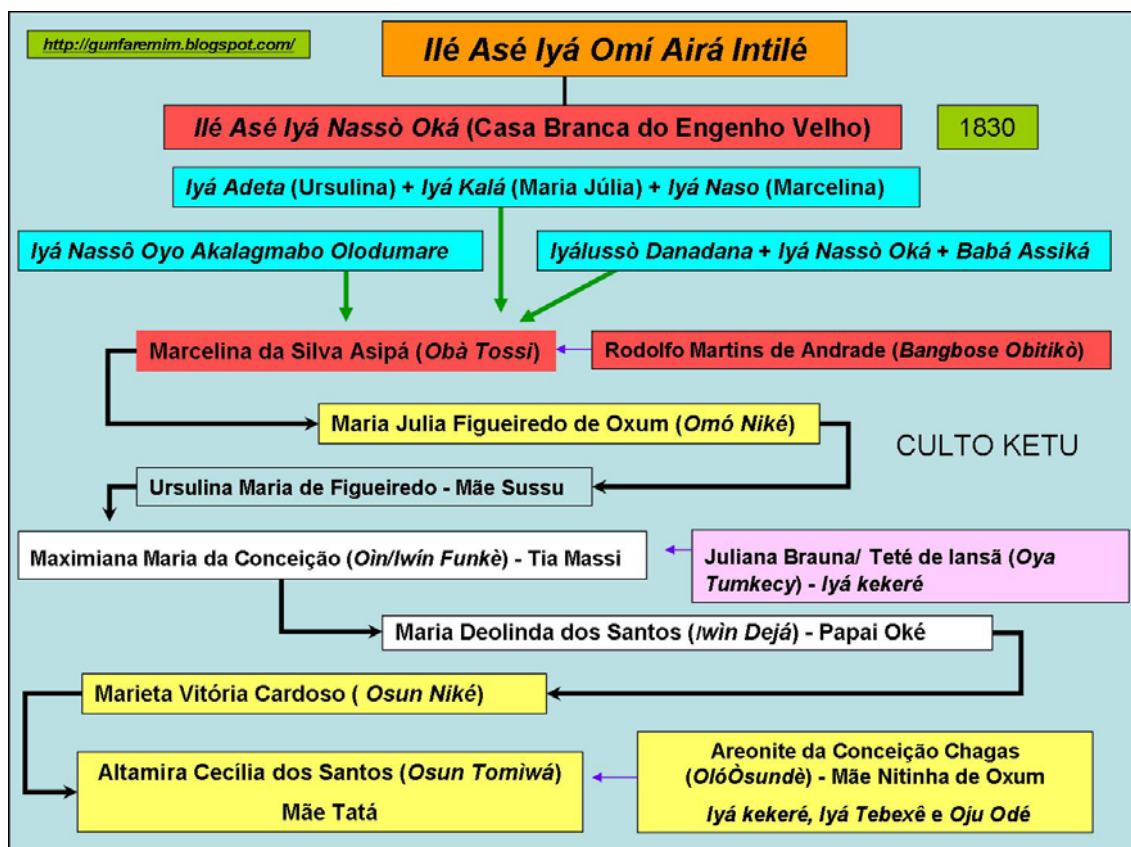 http://gunfaremim.blogspot.com/
Ilé Asé Iyá Omí Airá Intilé
Ilé Asé Iyá Nassò Oká (Casa Branca do Engenho Velho)
1830
Iyá Adeta (Ursulina) + Iyá Kalá (Maria Júlia) + Iyá Naso (Marcelina)
Iyá Nassô Oyo Akalagmabo Olodumare
Iyálussò Danadana + Iyá Nassò Oká + Babá Assiká
Marcelina da Silva Asipá (Obà Tossi)
Rodolfo Martins de Andrade (Bangbose Obitikò)
Maria Julia Figueiredo de Oxum (Omó Niké)
CULTO KETU
Ursulina Maria de Figueiredo - Mãe Sussu
Maximiana Maria da Conceição (Oìn/Iwín Funkè) - Tia Massi
Juliana Brauna/ Teté de Iansã (Oya
Tumkecy) - Iyá kekeré
Maria Deolinda dos Santos (Iwìn Dejá) - Papai Oké
Marieta Vitória Cardoso ( Osun Niké)
Altamira Cecília dos Santos (Osun Tomìwá)
Mãe Tatá
Areonite da Conceição Chagas
(OlóÒsundè) - Mãe Nitinha de Oxum
Iyá kekeré, Iyá Tebexê e Oju Odé